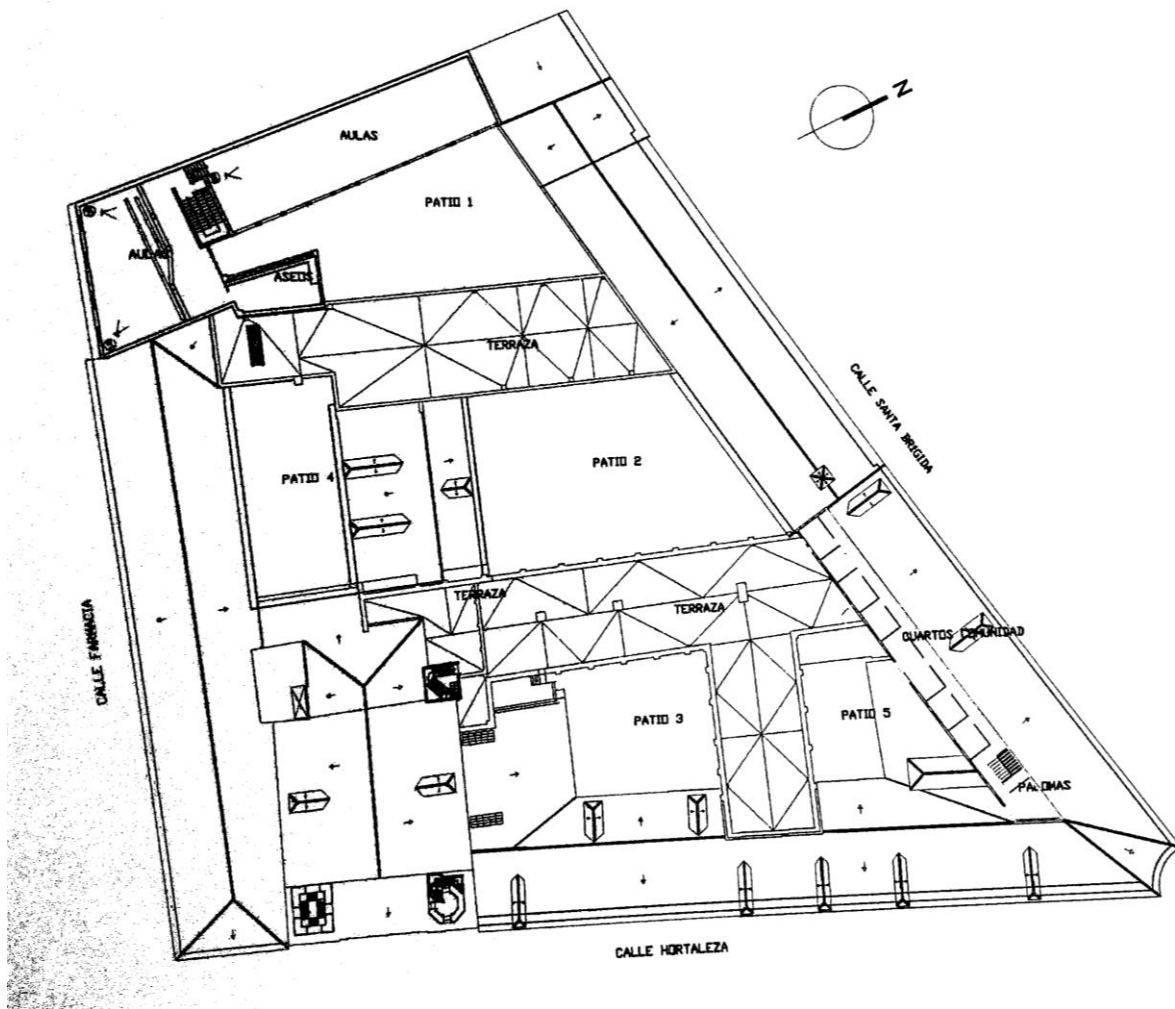 N
AULAS
PATIO 1
AULAS
ASEOS
TERRAZA
CALLE SANTA BRIGIDA
PATIO 4
PATIO 2
TERRAZA
TERRAZA
CALLE FARMACIA
CUARTOS COMUNIDAD
PATIO 3
PATIO 5
PALOMAS
CALLE HORTALEZA